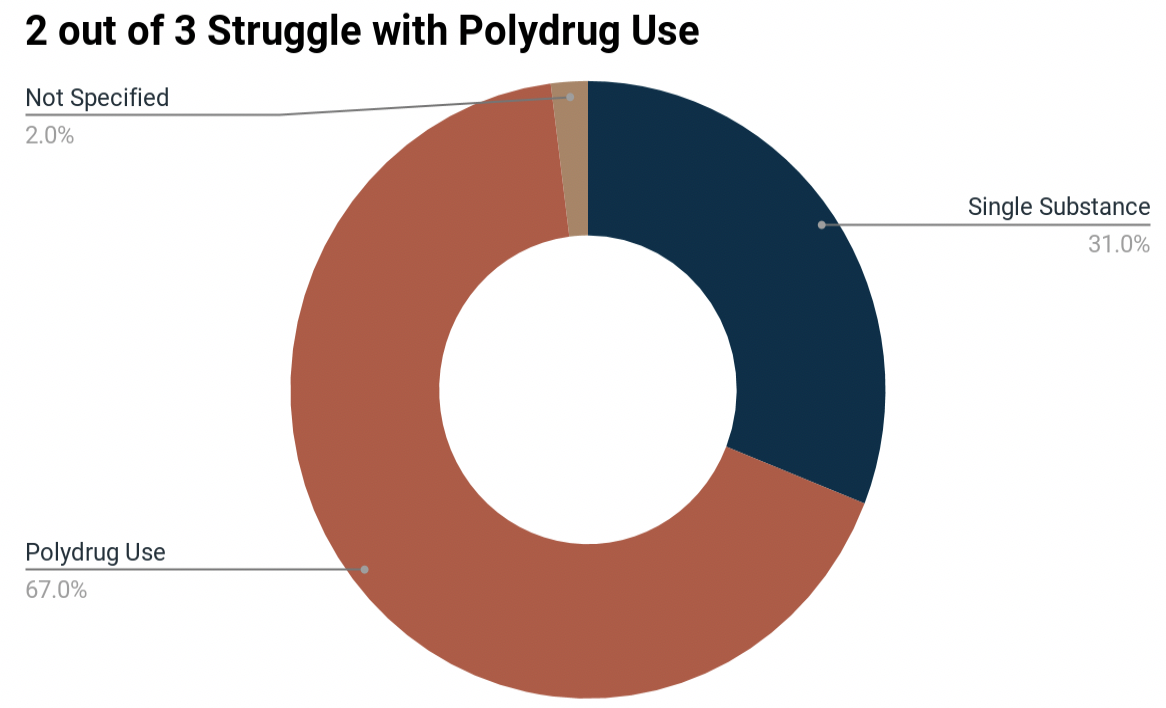 2 out of 3 Struggle with Polydrug Use
Not Specified
2.0%
Single Substance
31.0%
Polydrug Use
67.0%